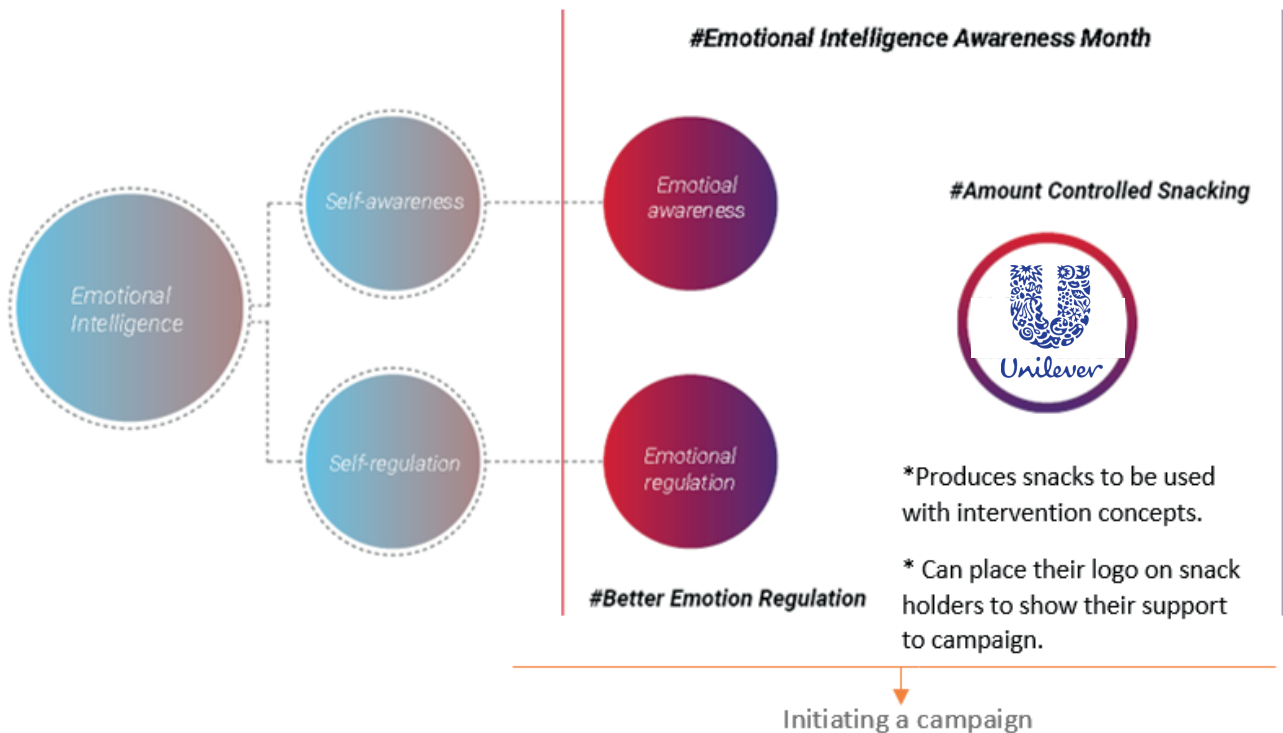 #Emotional Intelligence Awareness Month
Emotional
Intelligence
Self-awareness
Emotioal
awareness
#Amount Controlled Snacking
Unilever
Self-regulation
Emotional
regulation
#Better Emotion Regulation
*Produces snacks to be used
with intervention concepts.
* Can place their logo on snack
holders to show their support
to campaign.
Initiating a campaign